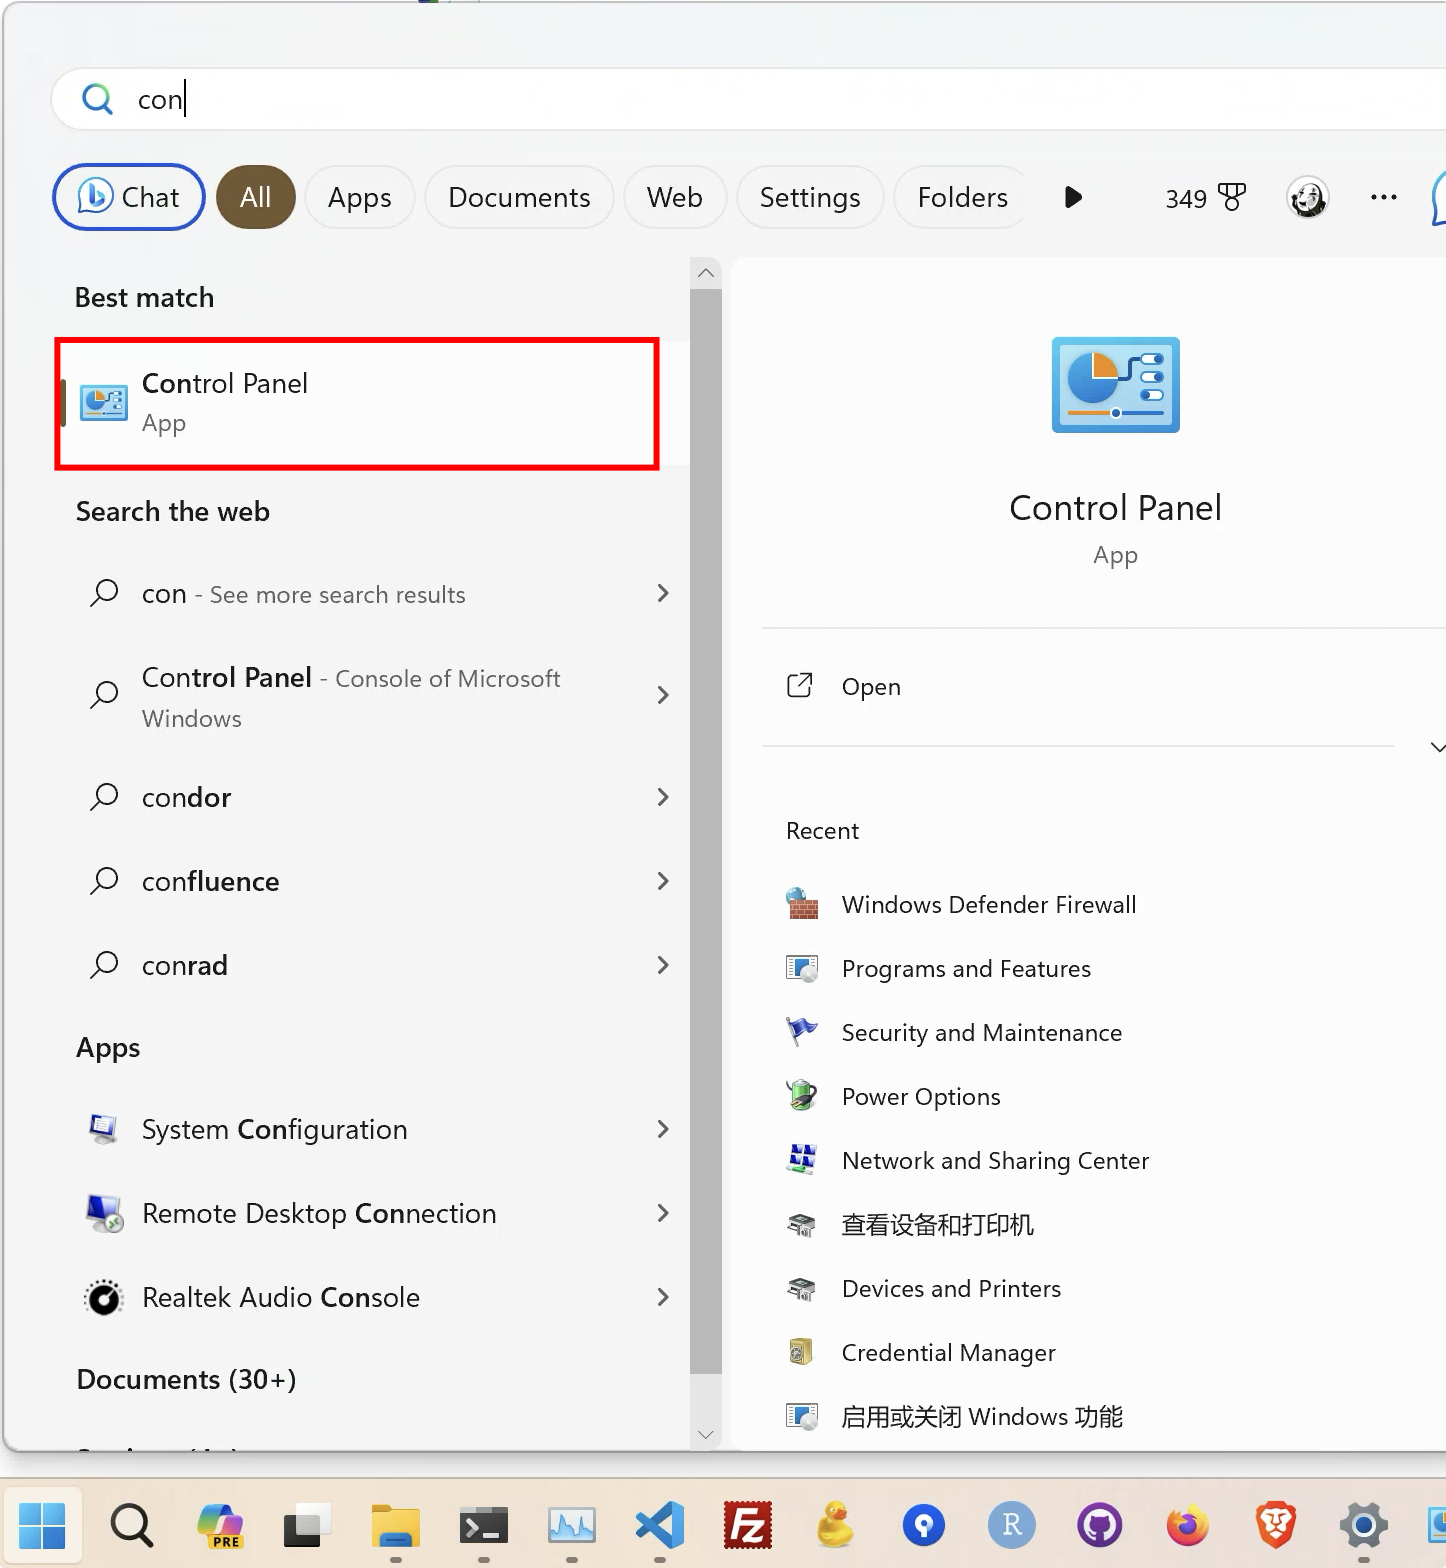 con
Chat All Apps Documents Web Settings Folders 349
Best match
Control Panel
App
Search the web
con - See more search results
Control Panel - Console of Microsoft
Windows
condor
confluence
conrad
Apps
System Configuration
Remote Desktop Connection
Realtek Audio Console
Documents (30+)
Control Panel
App
Open
Recent
Windows Defender Firewall
Programs and Features
Security and Maintenance
Power Options
Network and Sharing Center
查看设备和打印机
Devices and Printers
Credential Manager
启用或关闭 Windows 功能
PRE
Fz
R